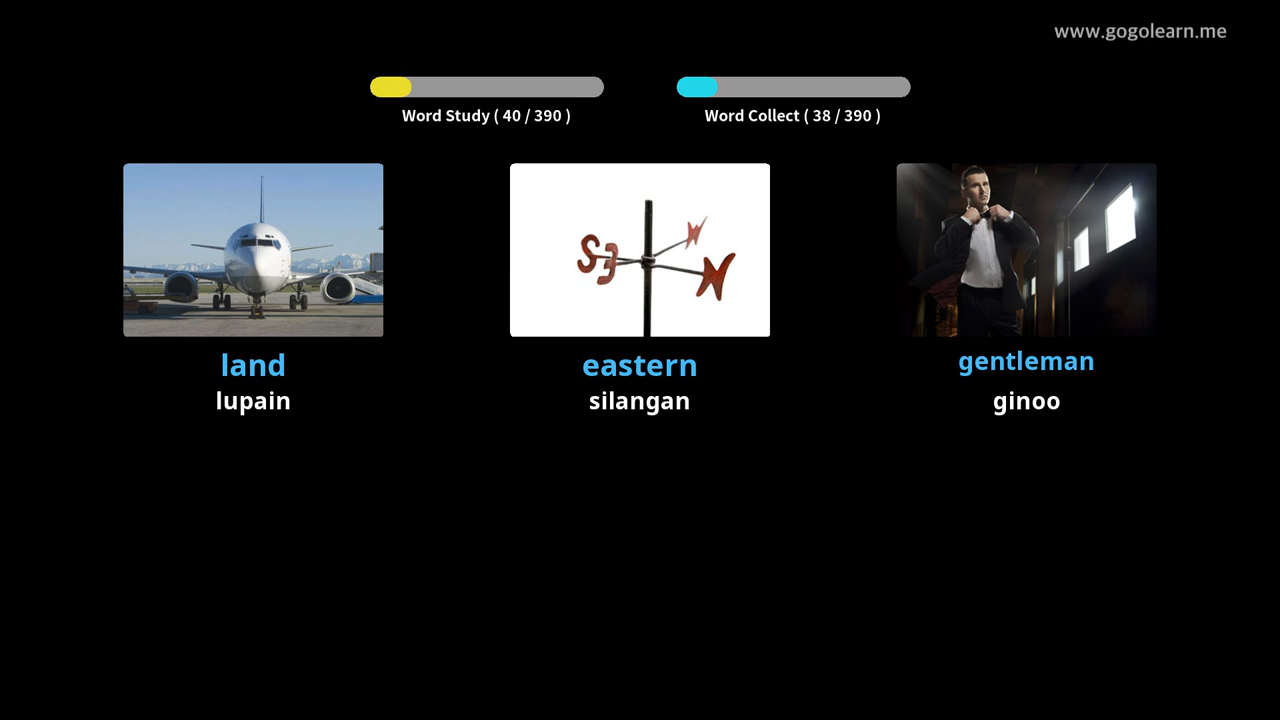 www.gogolearn.me
Word Study ( 40 / 390 )
Word Collect ( 38 / 390 )
S E N W
land
eastern
gentleman
lupain
silangan
ginoo